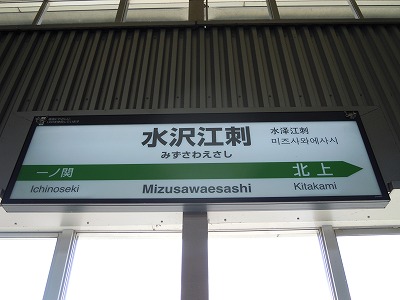 水沢江刺
みずさわえさし
水泽江刺
미즈사와에사시
一ノ関
北上
Ichinoseki
Mizusawaesashi
Kitakami